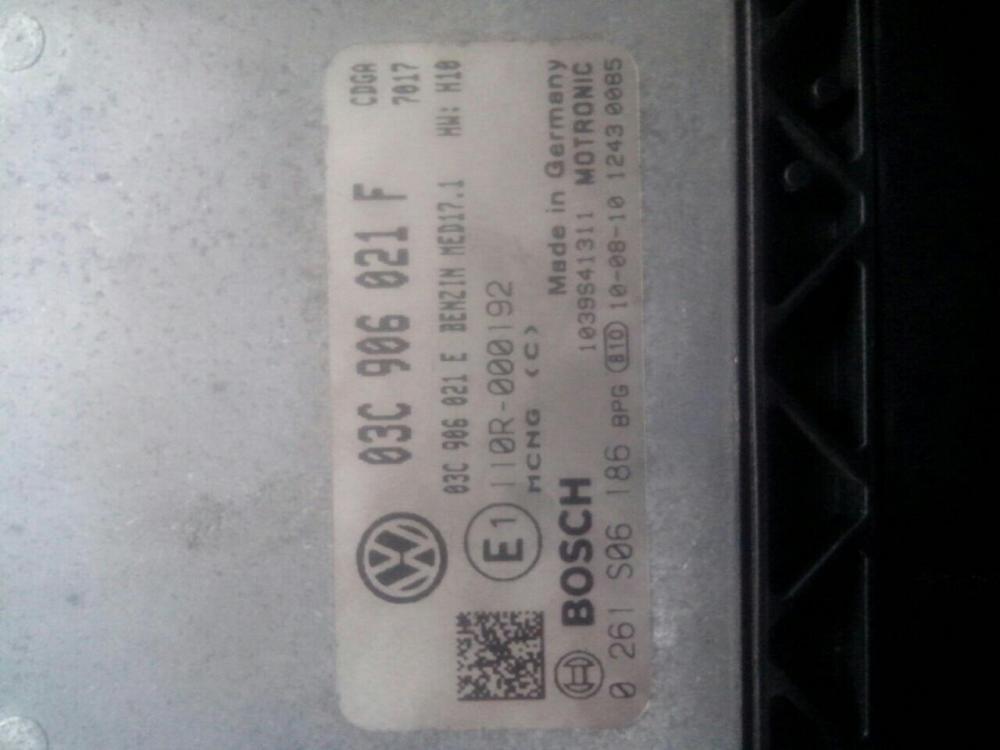 03C 906 021 F
CDGA
7017
03C 906 021 E BENZIN MED17.1 HW: H10
E1 110R-000192
MCNG <C>
Made in Germany
BOSCH
1039S41311 MOTRONIC
0 261 S06 186 BPG 810 10-08-10 1243 0085